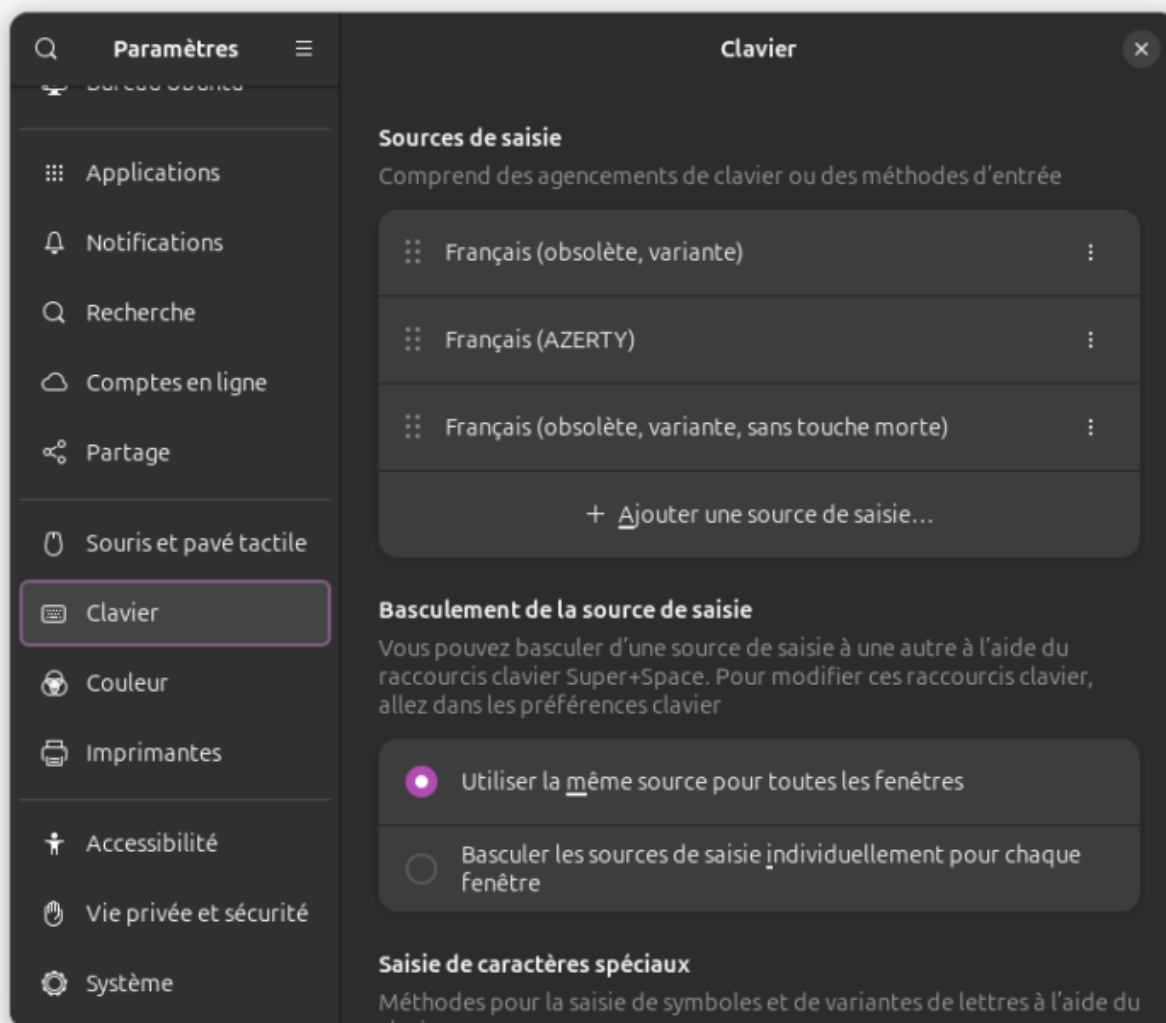 Paramètres
Clavier
Bureau Ubuntu
Applications
Notifications
Recherche
Comptes en ligne
Partage
Souris et pavé tactile
Clavier
Couleur
Imprimantes
Accessibilité
Vie privée et sécurité
Système
Sources de saisie
Comprend des agencements de clavier ou des méthodes d'entrée
Français (obsolète, variante)
Français (AZERTY)
Français (obsolète, variante, sans touche morte)
+ Ajouter une source de saisie…
Basculement de la source de saisie
Vous pouvez basculer d'une source de saisie à une autre à l'aide du
raccourcis clavier Super+Space. Pour modifier ces raccourcis clavier,
allez dans les préférences clavier
Utiliser la même source pour toutes les fenêtres
Basculer les sources de saisie individuellement pour chaque
fenêtre
Saisie de caractères spéciaux
Méthodes pour la saisie de symboles et de variantes de lettres à l'aide du